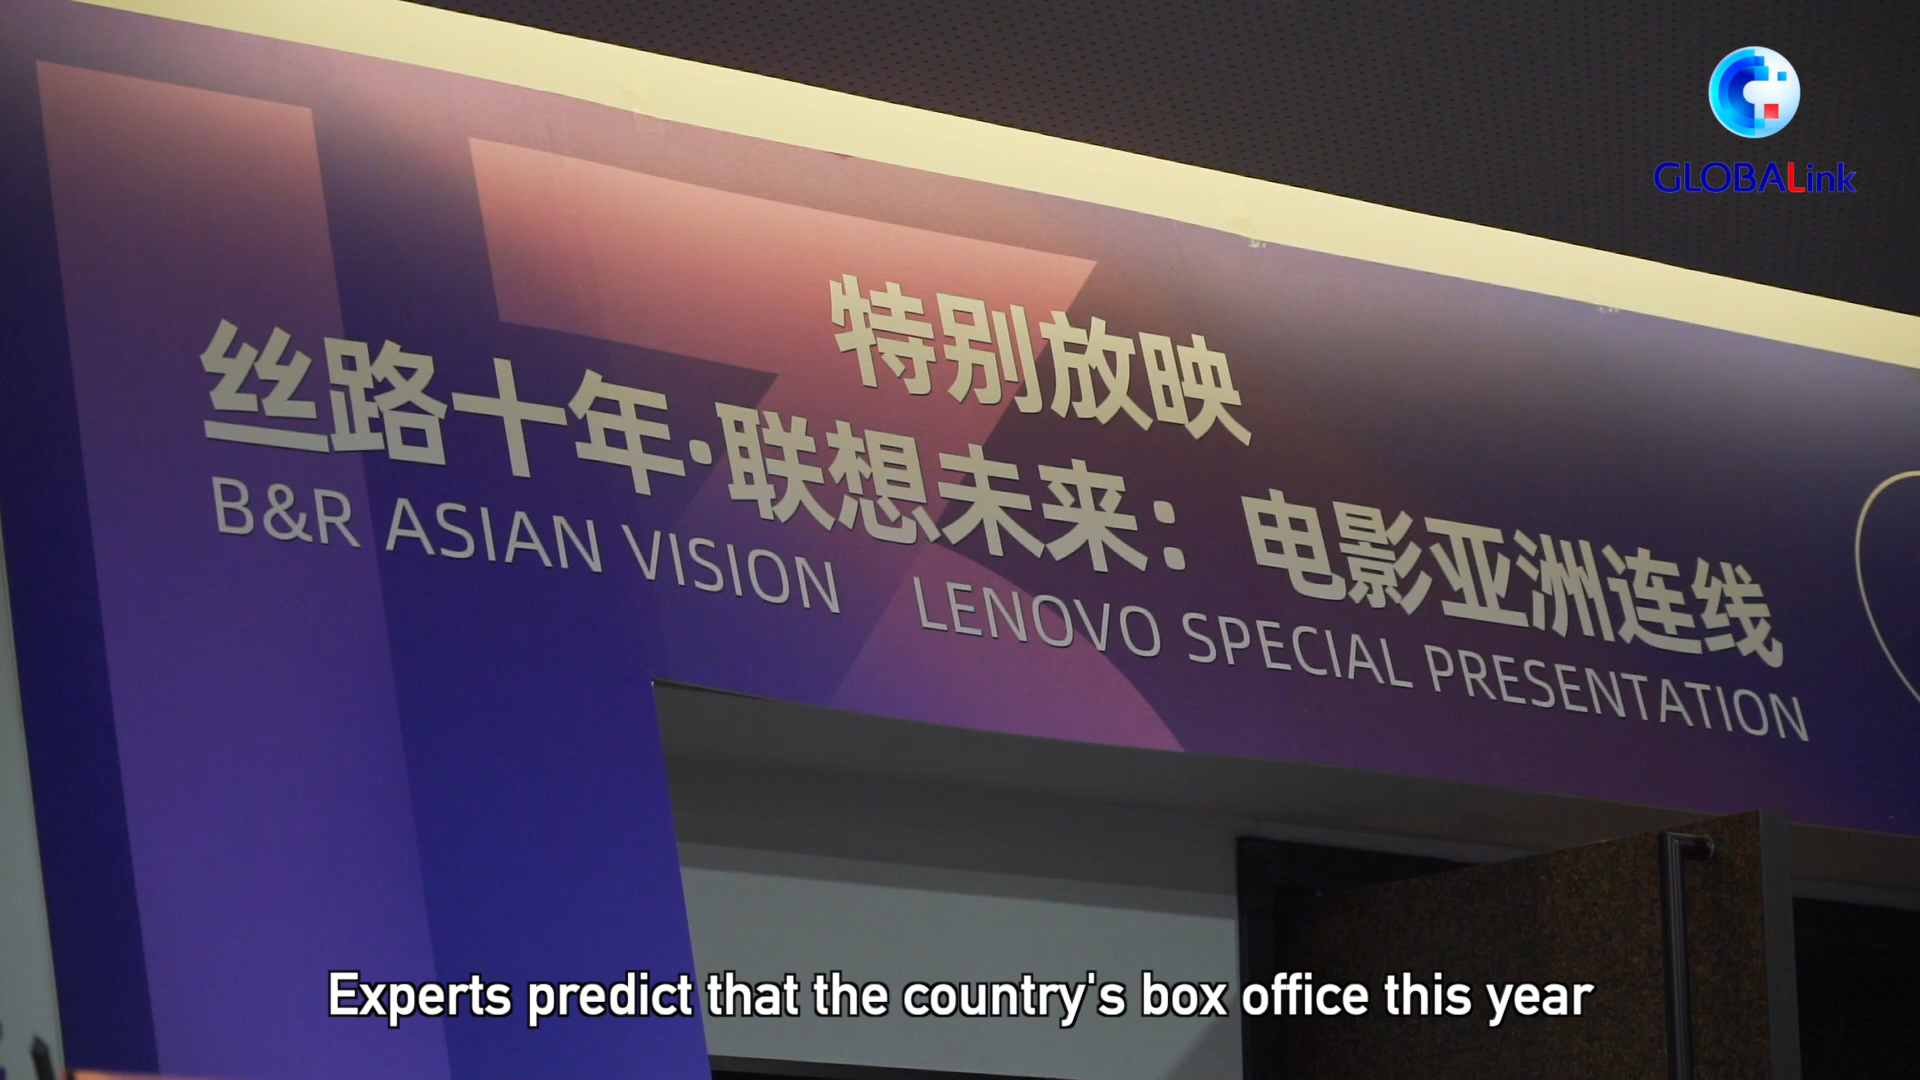 GLOBALink
特别放映
丝路十年·联想未来：电影亚洲连线
B&R ASIAN VISION LENOVO SPECIAL PRESENTATION
Experts predict that the country's box office this year